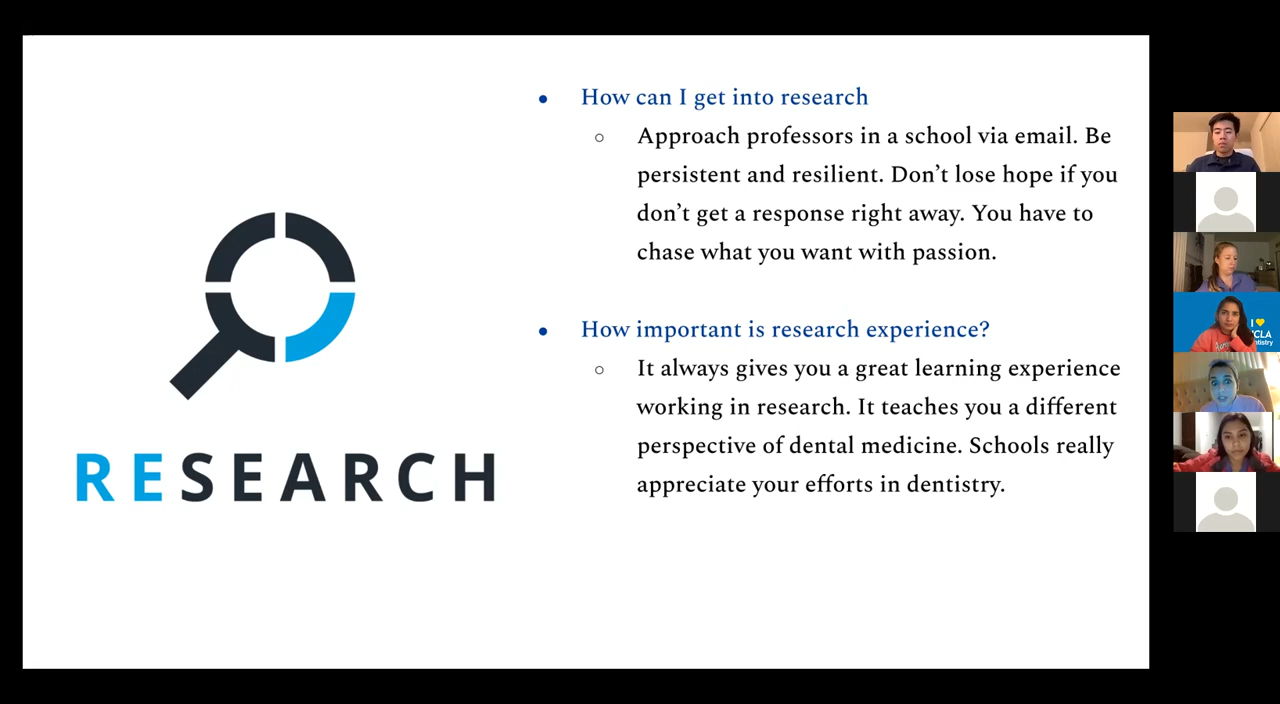 How can I get into research
Approach professors in a school via email. Be
persistent and resilient. Don’t lose hope if you
don’t get a response right away. You have to
chase what you want with passion.
How important is research experience?
It always gives you a great learning experience
working in research. It teaches you a different
perspective of dental medicine. Schools really
appreciate your efforts in dentistry.
RESEARCH
I 💛